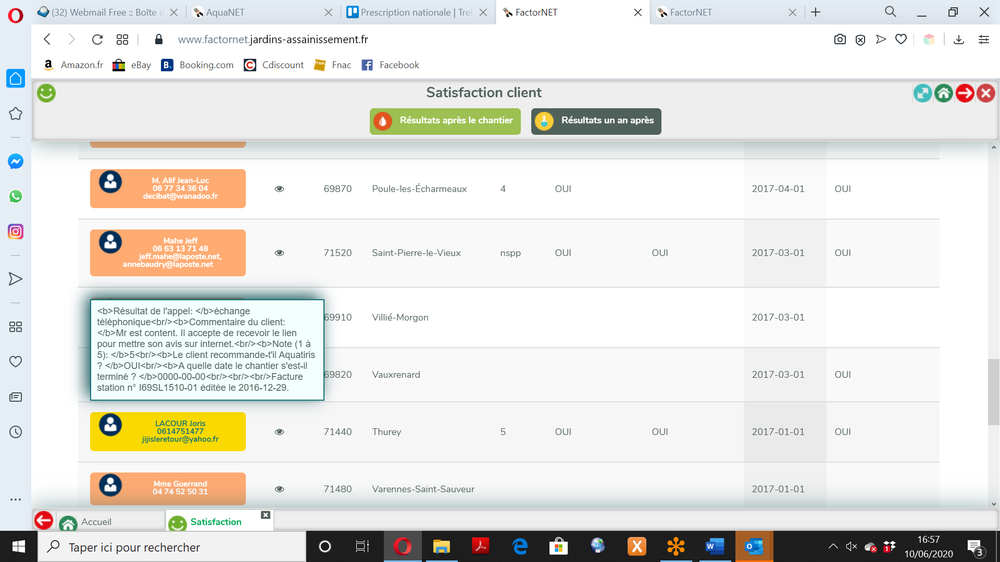 (32) Webmail Free :: Boîte d
AquaNET
Prescription nationale | Trel
FactorNET
FactorNET
www.factornet.jardins-assainissement.fr
Amazon.fr
eBay
Booking.com
Cdiscount
Fnac
Facebook
Satisfaction client
Résultats après le chantier
Résultats un an après
M. Alif Jean-Luc
06 77 34 36 04
decibat@wanadoo.fr
69870 Poule-les-Écharmeaux 4 OUI 2017-04-01 OUI
Mahe Jeff
06 63 13 71 48
jeff.mahe@laposte.net,
annebaudry@laposte.net
71520 Saint-Pierre-le-Vieux nspp OUI OUI 2017-03-01 OUI
<b>Résultat de l'appel: </b>échange
téléphonique<br/><b>Commentaire du client:
</b>Mr est content. Il accepte de recevoir le lien
pour mettre son avis sur internet.<br/><b>Note (1 à
5): </b>5<br/><b>Le client recommande-t'il Aquatiris
? </b>OUI<br/><b>A quelle date le chantier s'est-il
terminé ? </b>0000-00-00<br/><br/><br/>Facture
station n° I69SL1510-01 éditée le 2016-12-29.
69910 Villié-Morgon 2017-03-01
69820 Vauxrenard 2017-03-01 OUI
LACOUR Joris
0614751477
jijisleretour@yahoo.fr
71440 Thurey 5 OUI OUI 2017-01-01 OUI
Mme Guerrand
04 74 52 50 31
71480 Varennes-Saint-Sauveur 2017-01-01
Accueil
Satisfaction
Taper ici pour rechercher
16:57
10/06/2020
3